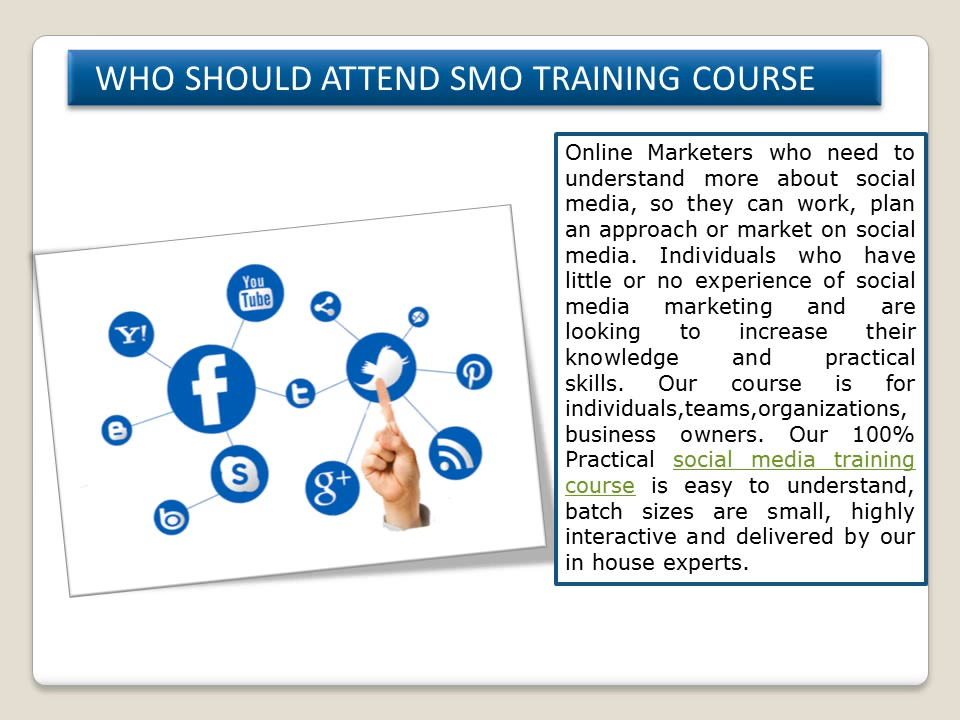 WHO SHOULD ATTEND SMO TRAINING COURSE
Online Marketers who need to
understand more about social
media, so they can work, plan
an approach or market on social
media. Individuals who have
little or no experience of social
media marketing and are
looking to increase their
knowledge and practical
skills. Our course is for
individuals,teams,organizations,
business owners. Our 100%
Practical social media training
course is easy to understand,
batch sizes are small, highly
interactive and delivered by our
in house experts.
You
Tube
Y!
f
t
g+